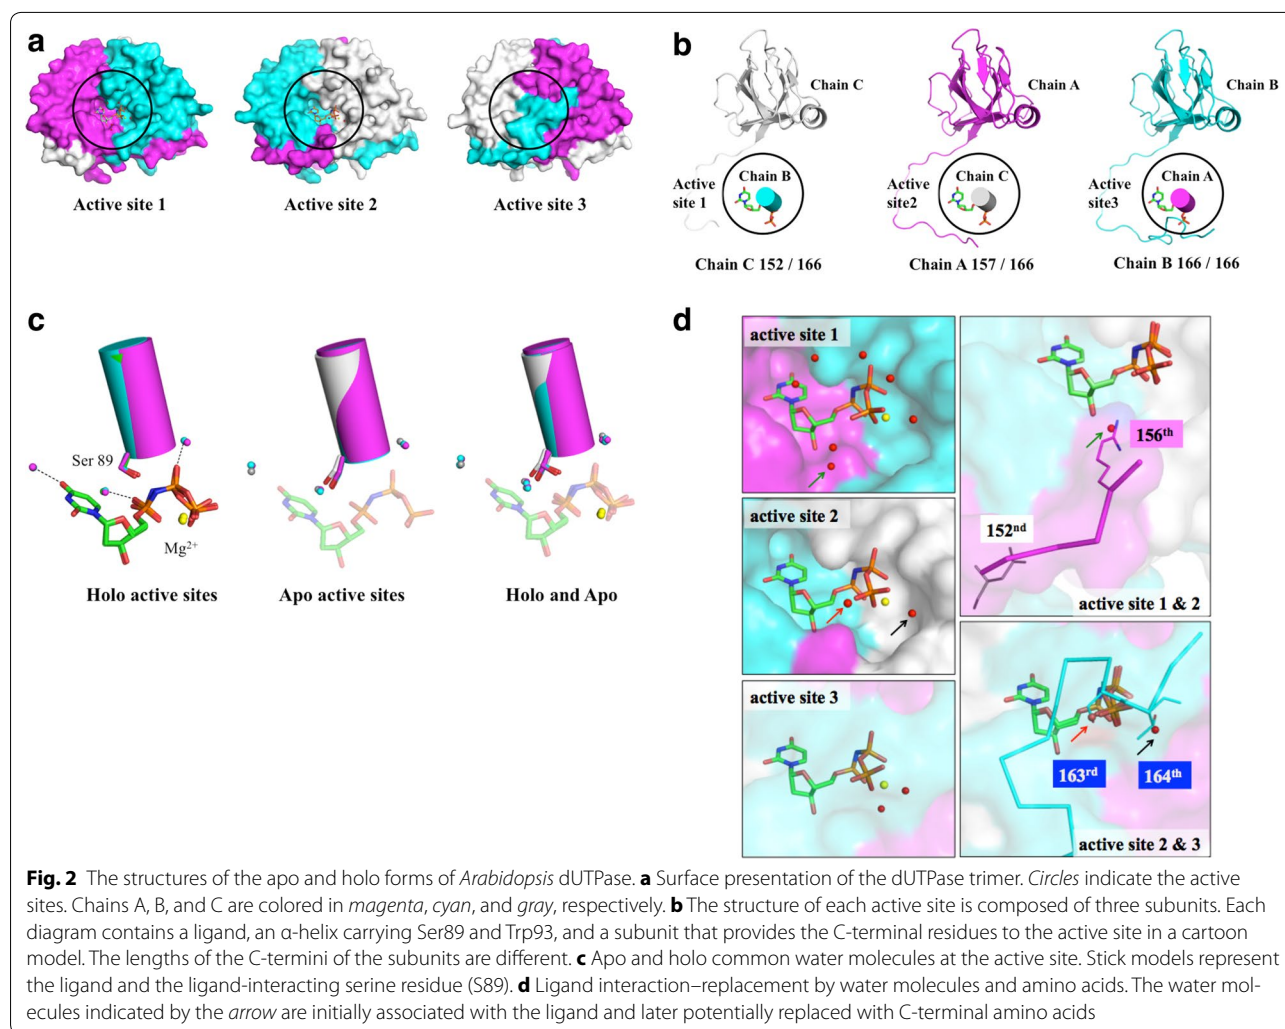 a
Active site 1
Active site 2
Active site 3
b
Chain C
Active
site 1
Chain B
Chain C 152 / 166
Chain A
Active
site2
Chain C
Chain A 157 / 166
Chain B
Active
site3
Chain A
Chain B 166 / 166
c
Ser 89
Mg2+
Holo active sites
Apo active sites
Holo and Apo
d
active site 1
active site 2
active site 3
156th
152nd
active site 1 & 2
163rd
164th
active site 2 & 3
Fig. 2 The structures of the apo and holo forms of Arabidopsis dUTPase. a Surface presentation of the dUTPase trimer. Circles indicate the active
sites. Chains A, B, and C are colored in magenta, cyan, and gray, respectively. b The structure of each active site is composed of three subunits. Each
diagram contains a ligand, an α-helix carrying Ser89 and Trp93, and a subunit that provides the C-terminal residues to the active site in a cartoon
model. The lengths of the C-termini of the subunits are different. c Apo and holo common water molecules at the active site. Stick models represent
the ligand and the ligand-interacting serine residue (S89). d Ligand interaction–replacement by water molecules and amino acids. The water mol-
ecules indicated by the arrow are initially associated with the ligand and later potentially replaced with C-terminal amino acids